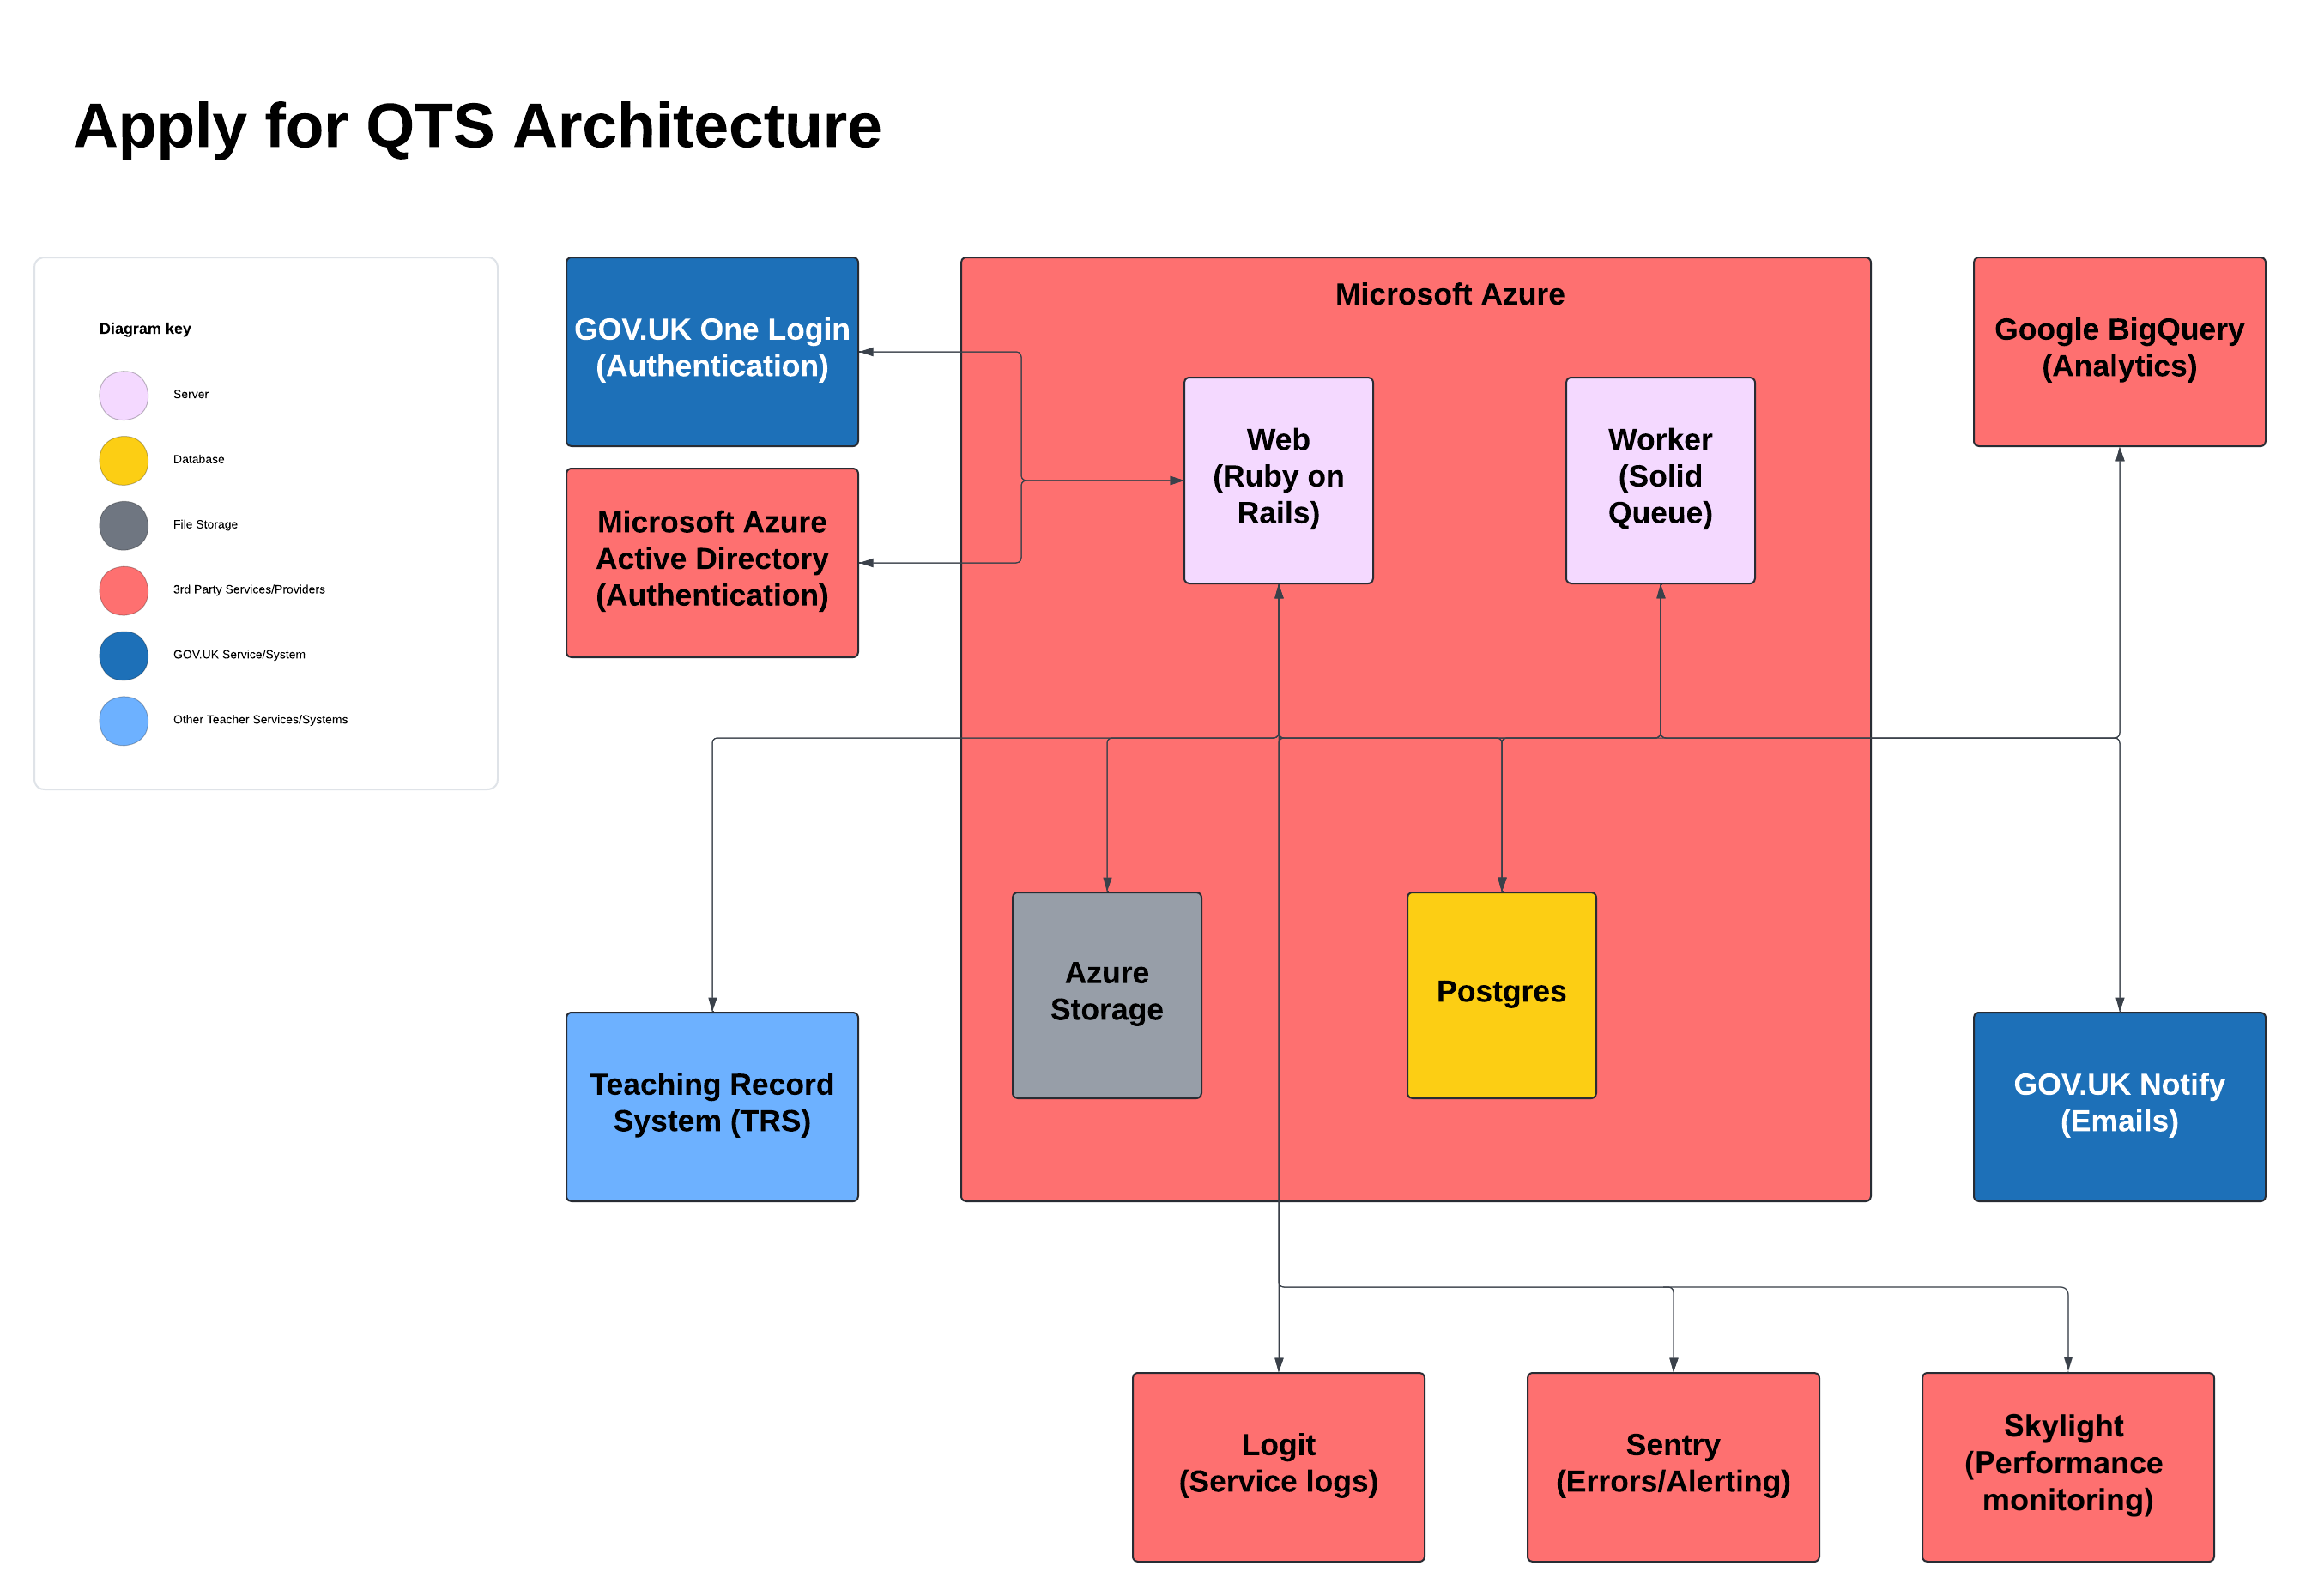 Apply for QTS Architecture
Diagram key
Server
Database
File Storage
3rd Party Services/Providers
GOV.UK Service/System
Other Teacher Services/Systems
GOV.UK One Login
(Authentication)
Microsoft Azure
Active Directory
(Authentication)
Microsoft Azure
Web
(Ruby on
Rails)
Worker
(Solid
Queue)
Google BigQuery
(Analytics)
Azure
Storage
Postgres
Teaching Record
System (TRS)
GOV.UK Notify
(Emails)
Logit
(Service logs)
Sentry
(Errors/Alerting)
Skylight
(Performance
monitoring)